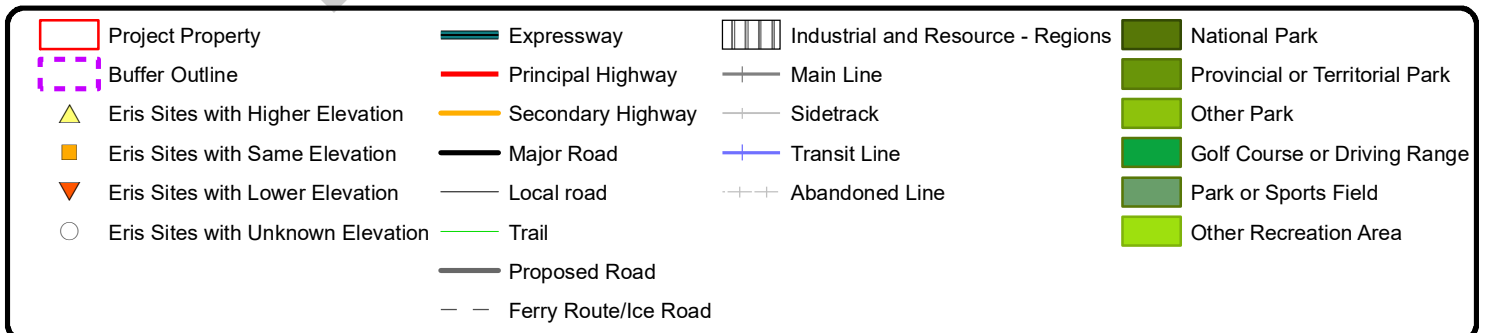 Project Property
Buffer Outline
Eris Sites with Higher Elevation
Eris Sites with Same Elevation
Eris Sites with Lower Elevation
Eris Sites with Unknown Elevation
Expressway
Principal Highway
Secondary Highway
Major Road
Local road
Trail
Proposed Road
Ferry Route/Ice Road
Industrial and Resource - Regions
Main Line
Sidetrack
Transit Line
Abandoned Line
National Park
Provincial or Territorial Park
Other Park
Golf Course or Driving Range
Park or Sports Field
Other Recreation Area